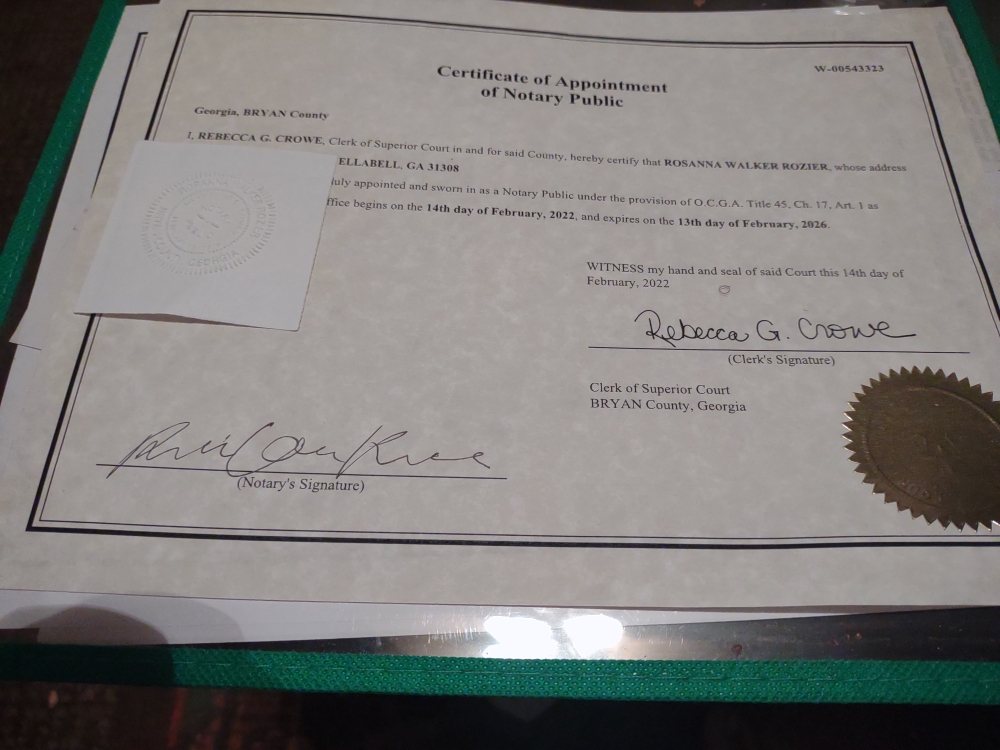 W-00543323
Certificate of Appointment
of Notary Public
Georgia, BRYAN County
I, REBECCA G. CROWE, Clerk of Superior Court in and for said County, hereby certify that ROSANNA WALKER ROZIER, whose address
ELLABELL, GA 31308
duly appointed and sworn in as a Notary Public under the provision of O.C.G.A. Title 45, Ch. 17, Art. 1 as
ffice begins on the 14th day of February, 2022, and expires on the 13th day of February, 2026.
WITNESS my hand and seal of said Court this 14th day of
February, 2022
Rebecca G. Crowe
(Clerk's Signature)
Clerk of Superior Court
BRYAN County, Georgia
(Notary's Signature)